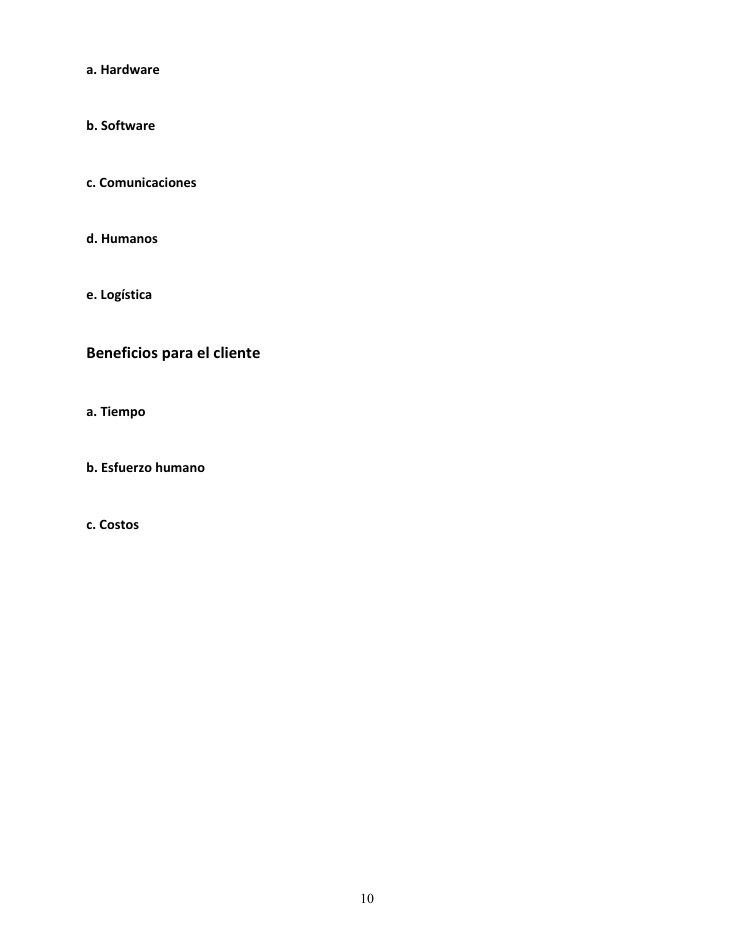 a. Hardware
b. Software
c. Comunicaciones
d. Humanos
e. Logística
Beneficios para el cliente
a. Tiempo
b. Esfuerzo humano
c. Costos
10